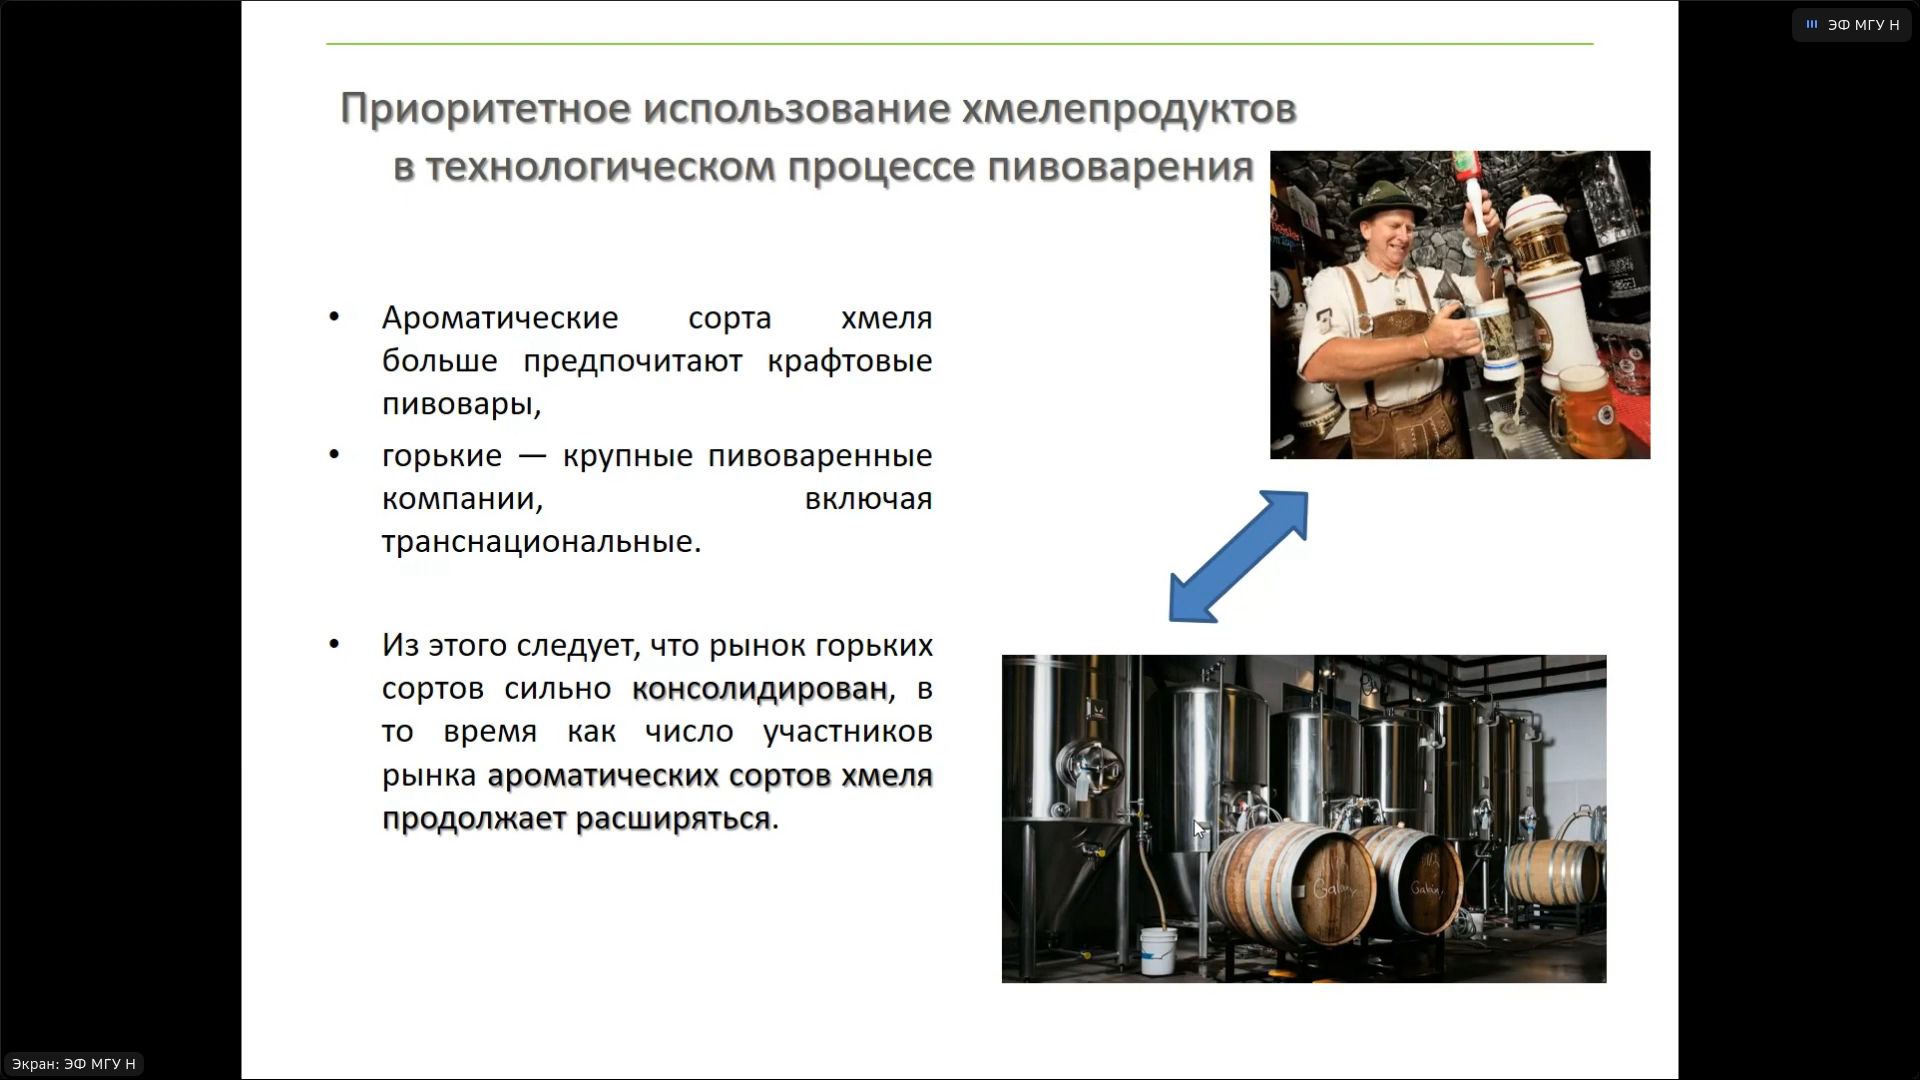 ЭФ МГУ Н
Приоритетное использование хмелепродуктов
в технологическом процессе пивоварения
• Ароматические сорта хмеля
больше предпочитают крафтовые
пивовары,
• горькие — крупные пивоваренные
компании, включая
транснациональные.
• Из этого следует, что рынок горьких
сортов сильно консолидирован, в
то время как число участников
рынка ароматических сортов хмеля
продолжает расширяться.
Экран: ЭФ МГУ Н